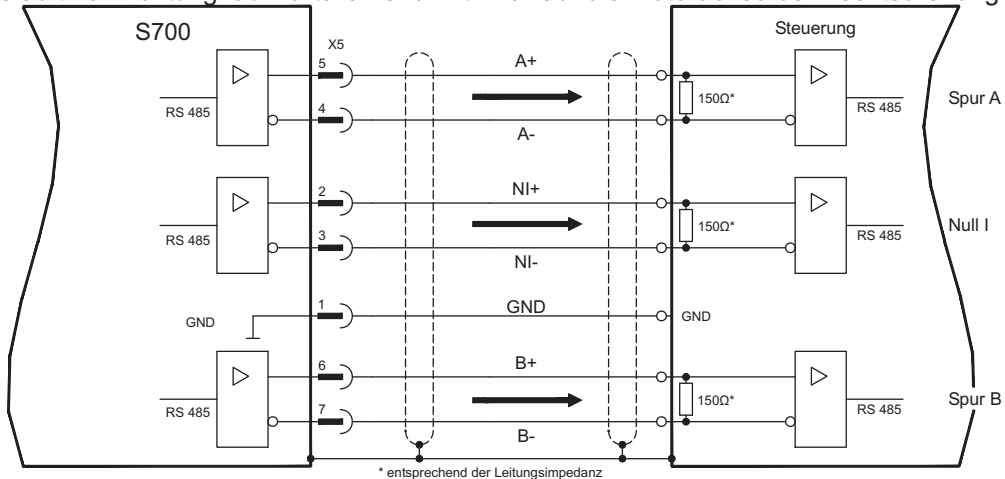 S700
Steuerung
X5
5
A+
RS 485
150Ω*
RS 485
Spur A
4
A-
2
NI+
RS 485
150Ω*
RS 485
Null I
3
NI-
1
GND
GND
GND
6
B+
RS 485
150Ω*
RS 485
Spur B
7
B-
* entsprechend der Leitungsimpedanz